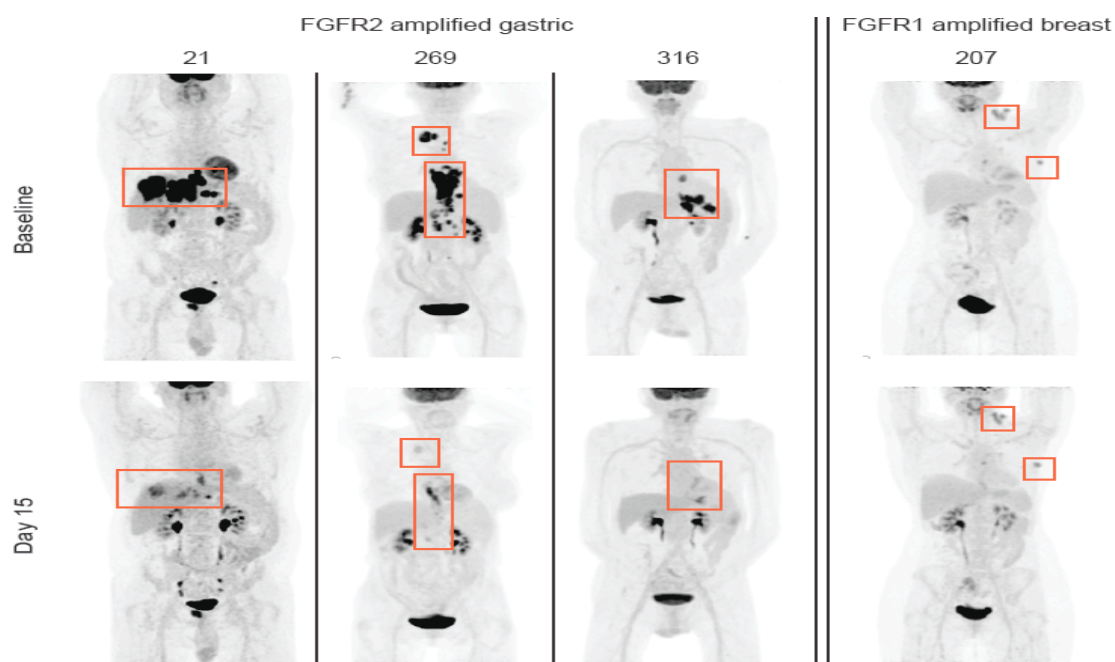 FGFR2 amplified gastric
FGFR1 amplified breast
21
269
316
207
Baseline
Day 15